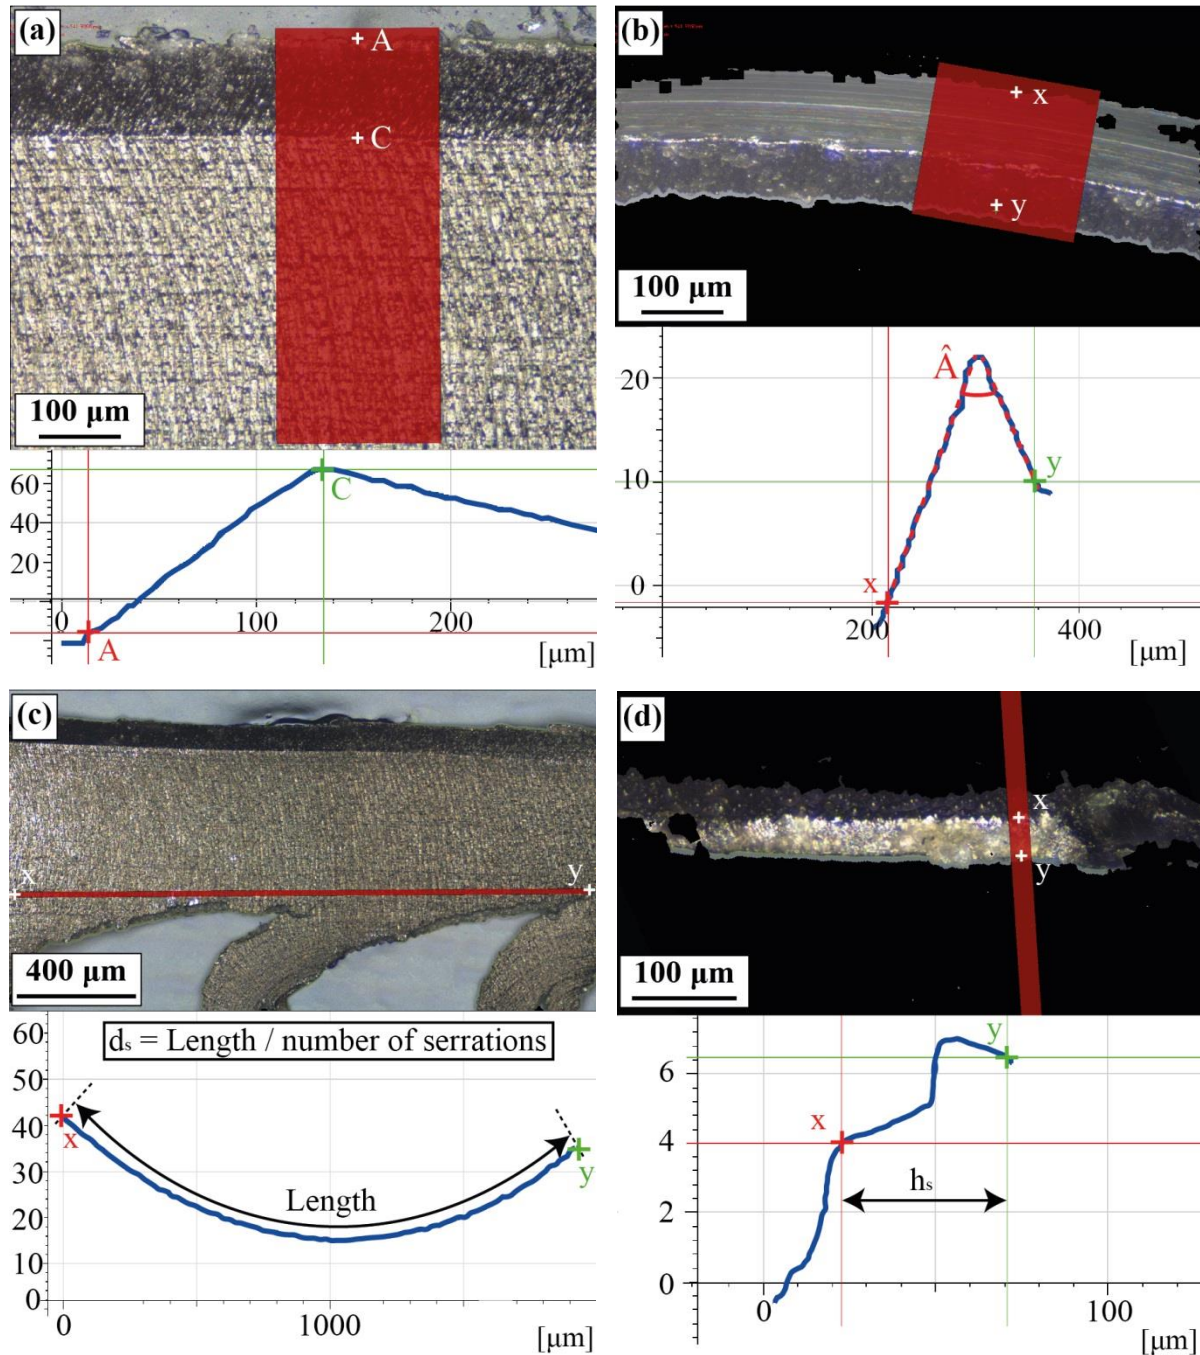 (a)
A
C
100 µm
60
40
20
0
100
200
C
A
[µm]
(b)
x
y
100 µm
20
10
0
Â
y
x
200
400
[µm]
(c)
x
y
400 µm
60
50
40
30
20
10
0
dₛ = Length / number of serrations
x
y
Length
0
1000
[µm]
(d)
x
y
100 µm
6
4
2
0
x
y
hₛ
0
100
[µm]